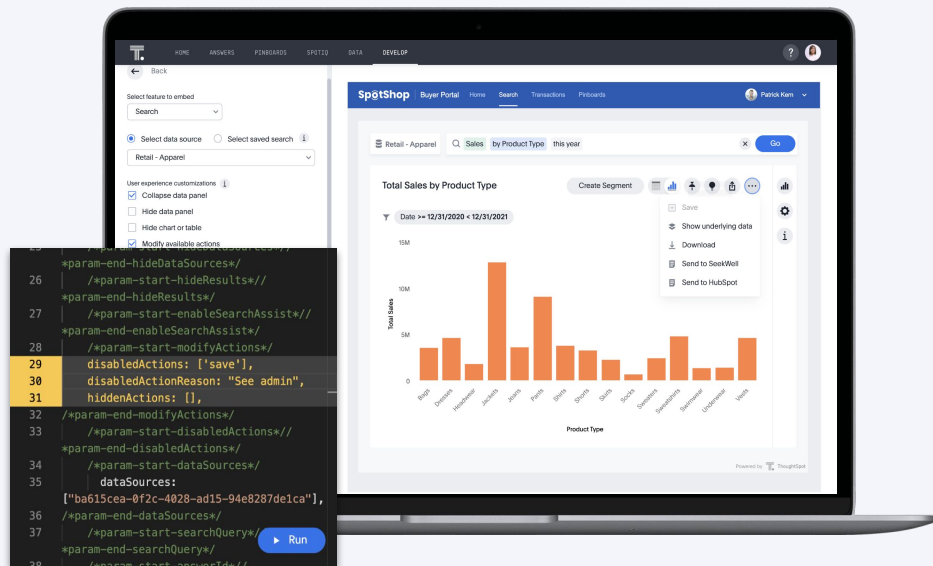 HOME ANSWERS PINBOARDS SPOTIQ DATA DEVELOP ?
Back
Select feature to embed
Search
Select data source Select saved search i
Retail - Apparel
User experience customizations i
Collapse data panel
Hide data panel
Hide chart or table
Modify available actions
SpotShop Buyer Portal Home Search Transactions Pinboards Patrick Kern
Retail - Apparel Sales by Product Type this year Go
Total Sales by Product Type Create Segment
Date >= 12/31/2020 < 12/31/2021
Save
Show underlying data
Download
Send to SeekWell
Send to HubSpot
i
15M
10M
5M
0
Total Sales
Bags Dresses Headwear Jackets Jeans Pants Shirts Shorts Skirts Socks Sweaters Sweatshirts Swimwear Underwear Vests
Product Type
Powered by ThoughtSpot
25 /*param-start-hideDataSources*//
*param-end-hideDataSources*/
26 /*param-start-hideResults*//
*param-end-hideResults*/
27 /*param-start-enableSearchAssist*//
*param-end-enableSearchAssist*/
28 /*param-start-modifyActions*/
29 disabledActions: ['save'],
30 disabledActionReason: "See admin",
31 hiddenActions: [],
32 /*param-end-modifyActions*/
33 /*param-start-disabledActions*//
*param-end-disabledActions*/
34 /*param-start-dataSources*/
35 dataSources:
["ba615cea-0f2c-4028-ad15-94e8287de1ca"],
36 /*param-end-dataSources*/
37 /*param-start-searchQuery*/
*param-end-searchQuery*/
Run
38 /*param-start-answerId*//